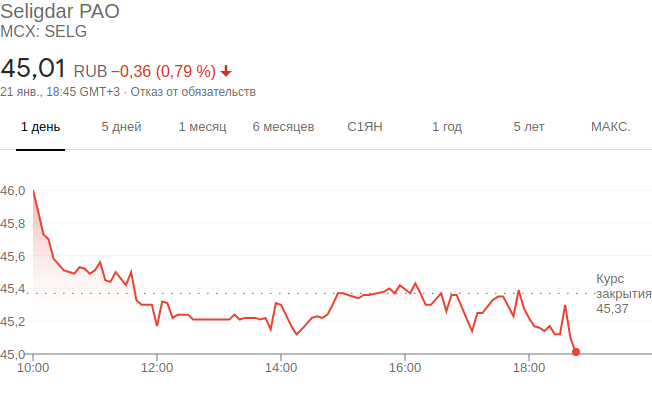 Seligdar PAO
MCX: SELG
45,01 RUB −0,36 (0,79 %)
21 янв., 18:45 GMT+3 · Отказ от обязательств
1 день 5 дней 1 месяц 6 месяцев С1ЯН 1 год 5 лет МАКС.
46,0
45,8
45,6
45,4
45,2
45,0
Курс
закрытия
45,37
10:00 12:00 14:00 16:00 18:00